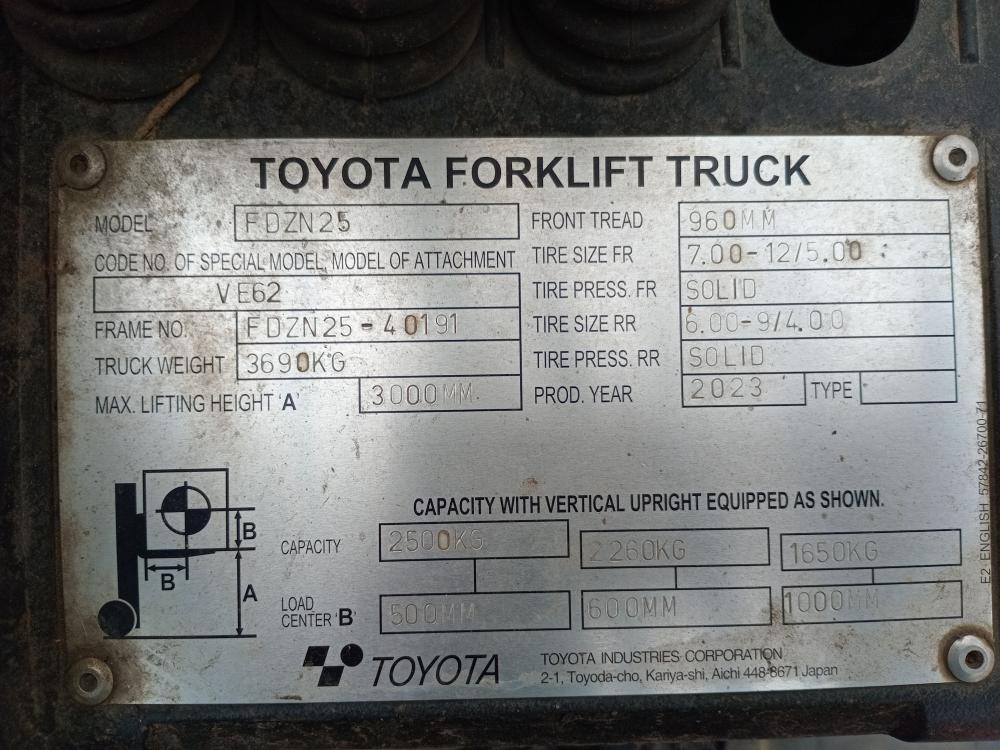 TOYOTA FORKLIFT TRUCK
MODEL FDZN25
CODE NO. OF SPECIAL MODEL, MODEL OF ATTACHMENT
VE62
FRAME NO. FDZN25-40191
TRUCK WEIGHT 3690KG
MAX. LIFTING HEIGHT 'A' 3000MM
FRONT TREAD 960MM
TIRE SIZE FR 7.00-12/5.00
TIRE PRESS. FR SOLID
TIRE SIZE RR 6.00-9/4.00
TIRE PRESS. RR SOLID
PROD. YEAR 2023 TYPE
CAPACITY WITH VERTICAL UPRIGHT EQUIPPED AS SHOWN.
B
B
A
CAPACITY 2500KG 2260KG 1650KG
LOAD
CENTER 'B' 500MM 600MM 1000MM
TOYOTA
TOYOTA INDUSTRIES CORPORATION
2-1, Toyoda-cho, Kariya-shi, Aichi 448-8671 Japan
E2 ENGLISH 57842-26700-71